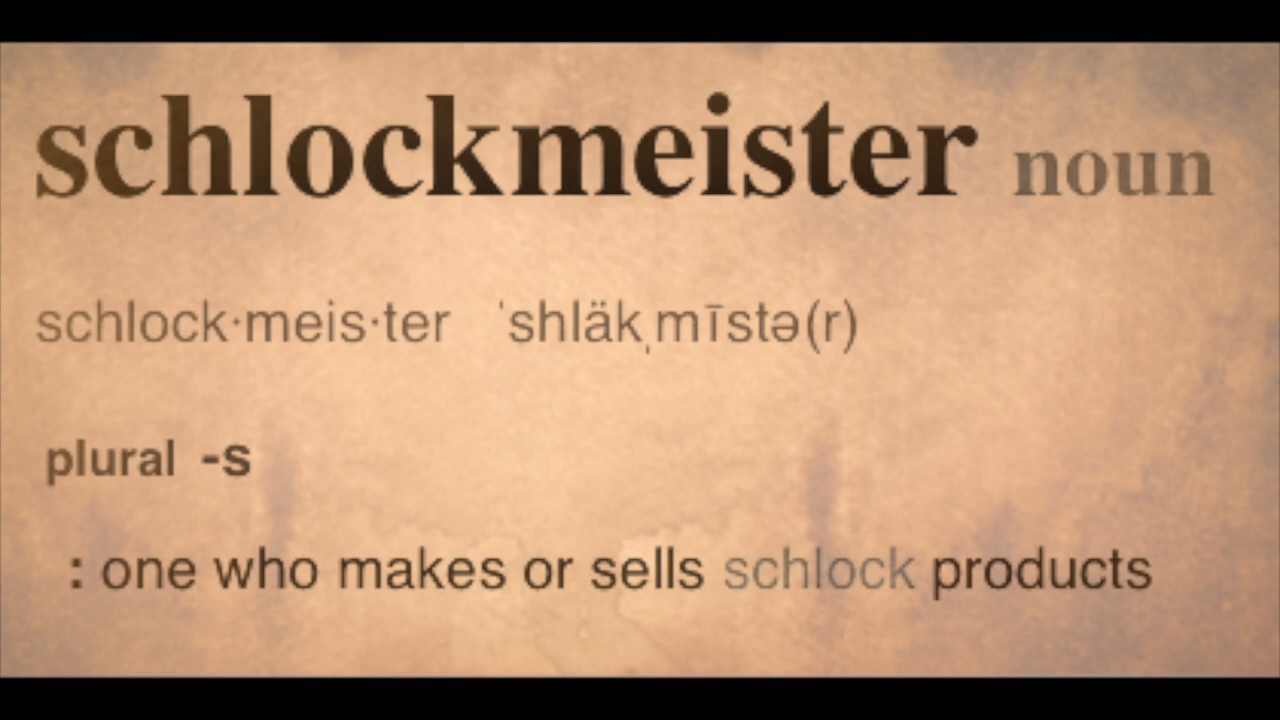 schlockmeister noun
schlock·meis·ter ˈshläkˌmīstə(r)
plural -s
: one who makes or sells schlock products